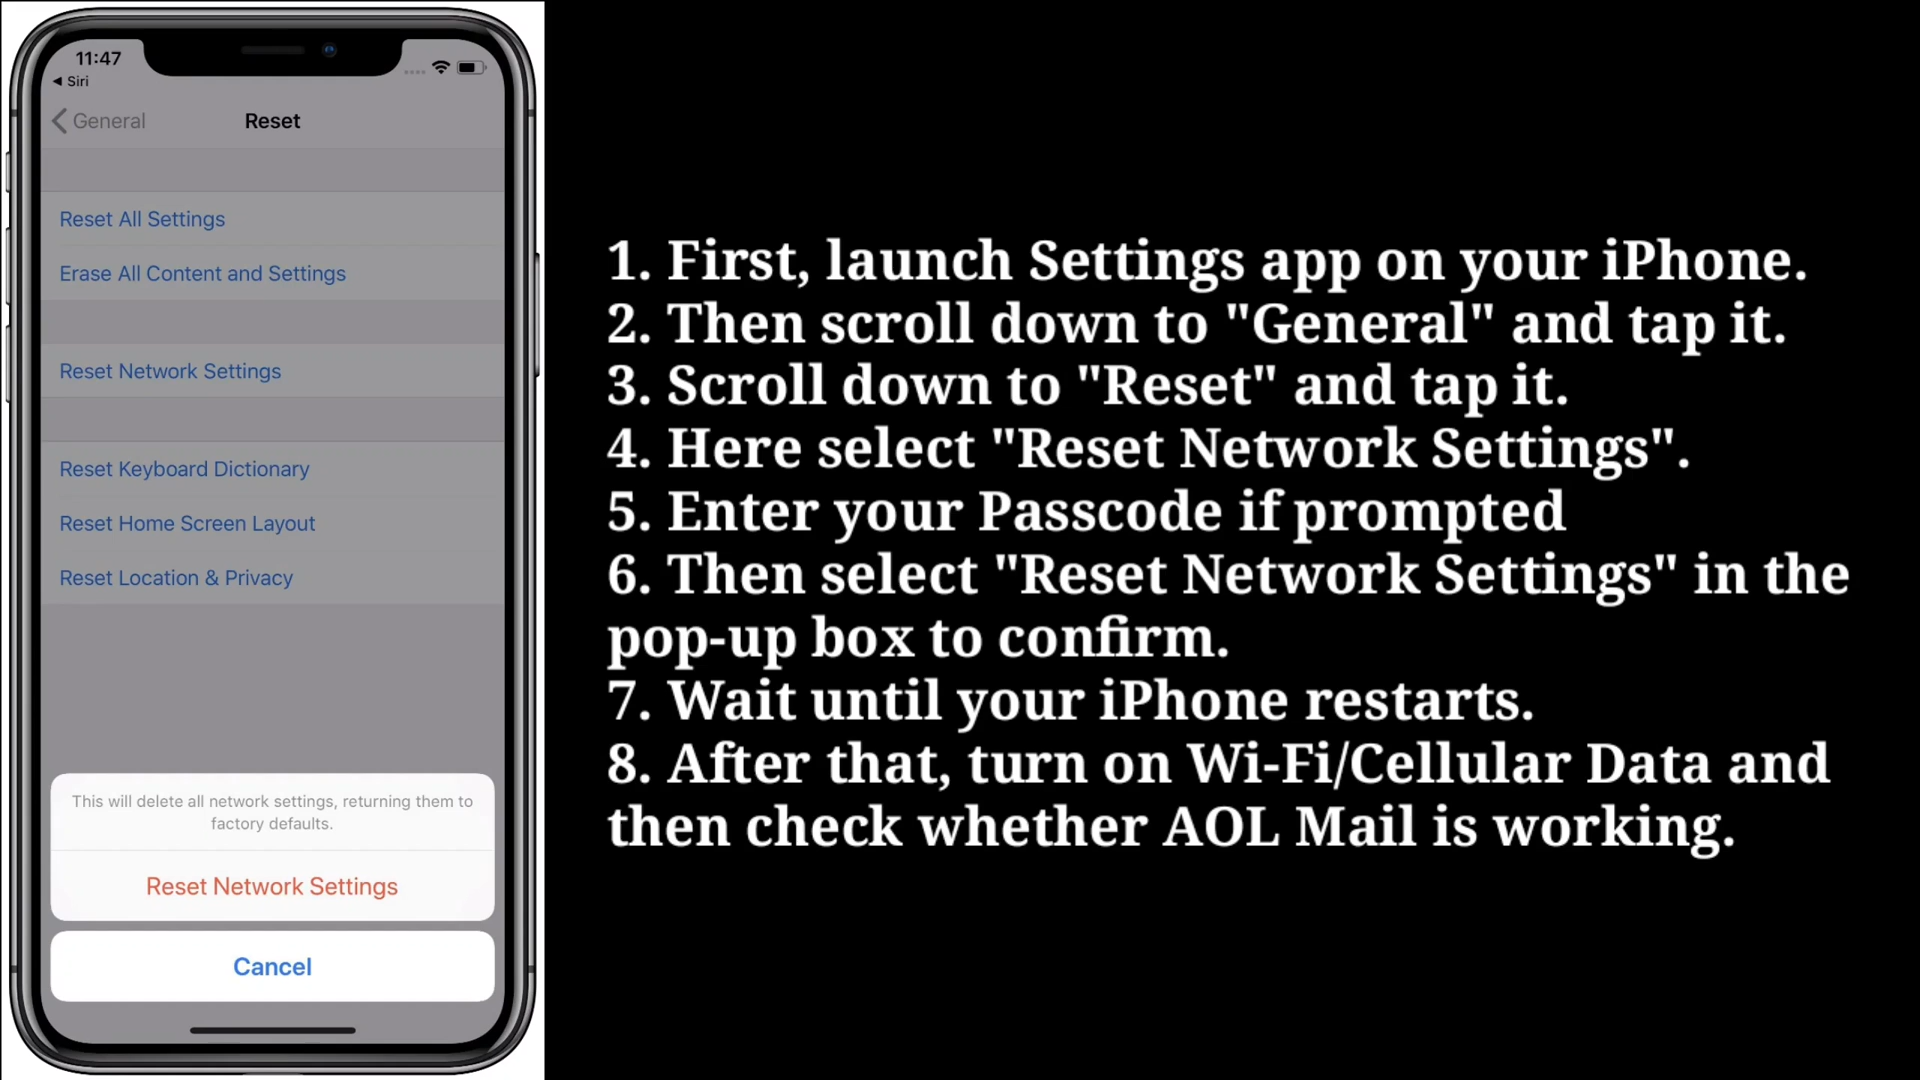 11:47
◀ Siri
General
Reset
Reset All Settings
Erase All Content and Settings
Reset Network Settings
Reset Keyboard Dictionary
Reset Home Screen Layout
Reset Location & Privacy
This will delete all network settings, returning them to
factory defaults.
Reset Network Settings
Cancel
1. First, launch Settings app on your iPhone.
2. Then scroll down to "General" and tap it.
3. Scroll down to "Reset" and tap it.
4. Here select "Reset Network Settings".
5. Enter your Passcode if prompted
6. Then select "Reset Network Settings" in the
pop-up box to confirm.
7. Wait until your iPhone restarts.
8. After that, turn on Wi-Fi/Cellular Data and
then check whether AOL Mail is working.